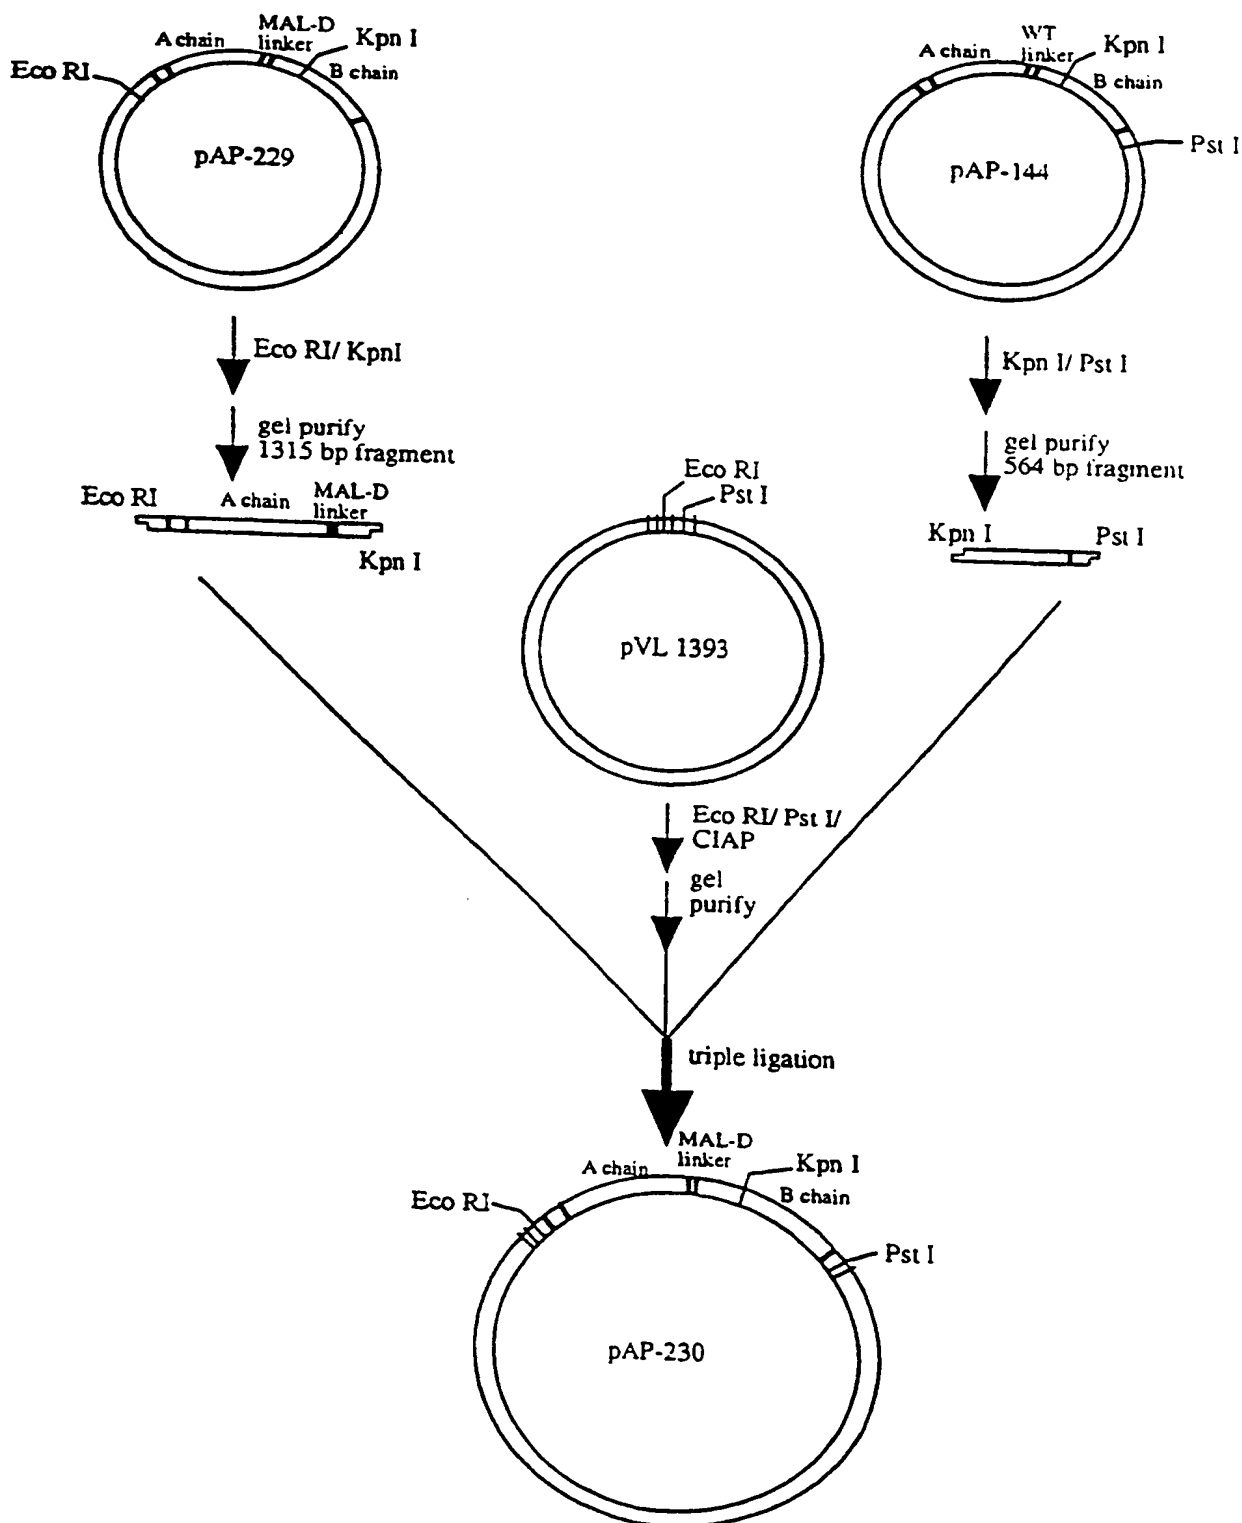 MAL-D
linker
A chain
Kpn I
Eco RI
B chain
pAP-229
Eco RI/ KpnI
gel purify
1315 bp fragment
Eco RI
A chain
MAL-D
linker
Kpn I
WT
linker
A chain
Kpn I
B chain
Pst I
pAP-144
Kpn I/ Pst I
gel purify
564 bp fragment
Kpn I
Pst I
Eco RI
Pst I
pVL 1393
Eco RI/ Pst I/
CIAP
gel
purify
triple ligation
MAL-D
linker
A chain
Kpn I
B chain
Eco RI
Pst I
pAP-230